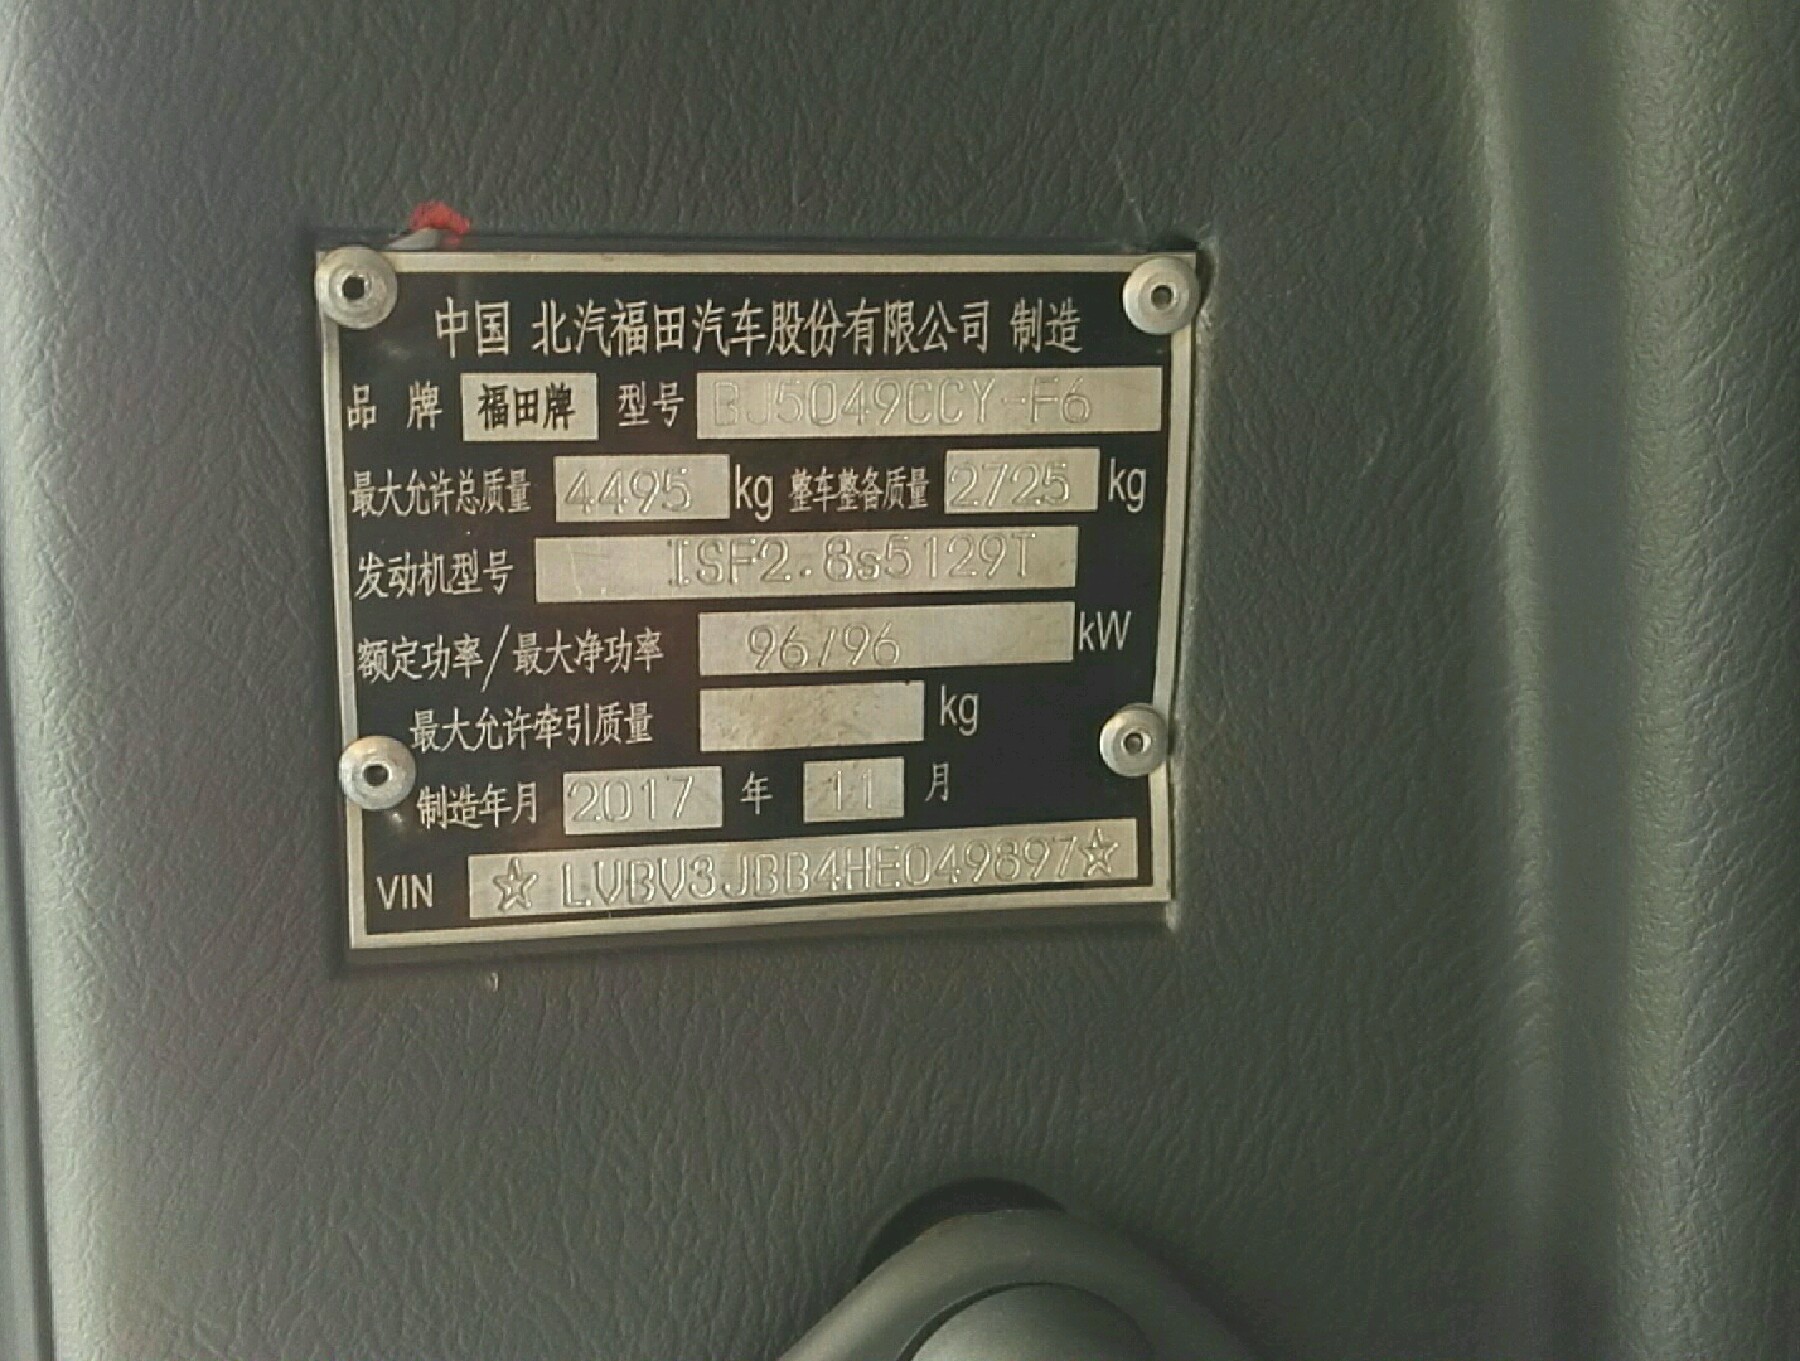 中国 北汽福田汽车股份有限公司 制造
品 牌 福田牌 型号 BJ5049CCY-F6
最大允许总质量 4495 kg 整车整备质量 2725 kg
发动机型号 ISF2.8s5129T
额定功率/最大净功率 96/96 kW
最大允许牵引质量 kg
制造年月 2017 年 11 月
VIN ☆LVBV3JBB4HE049897☆